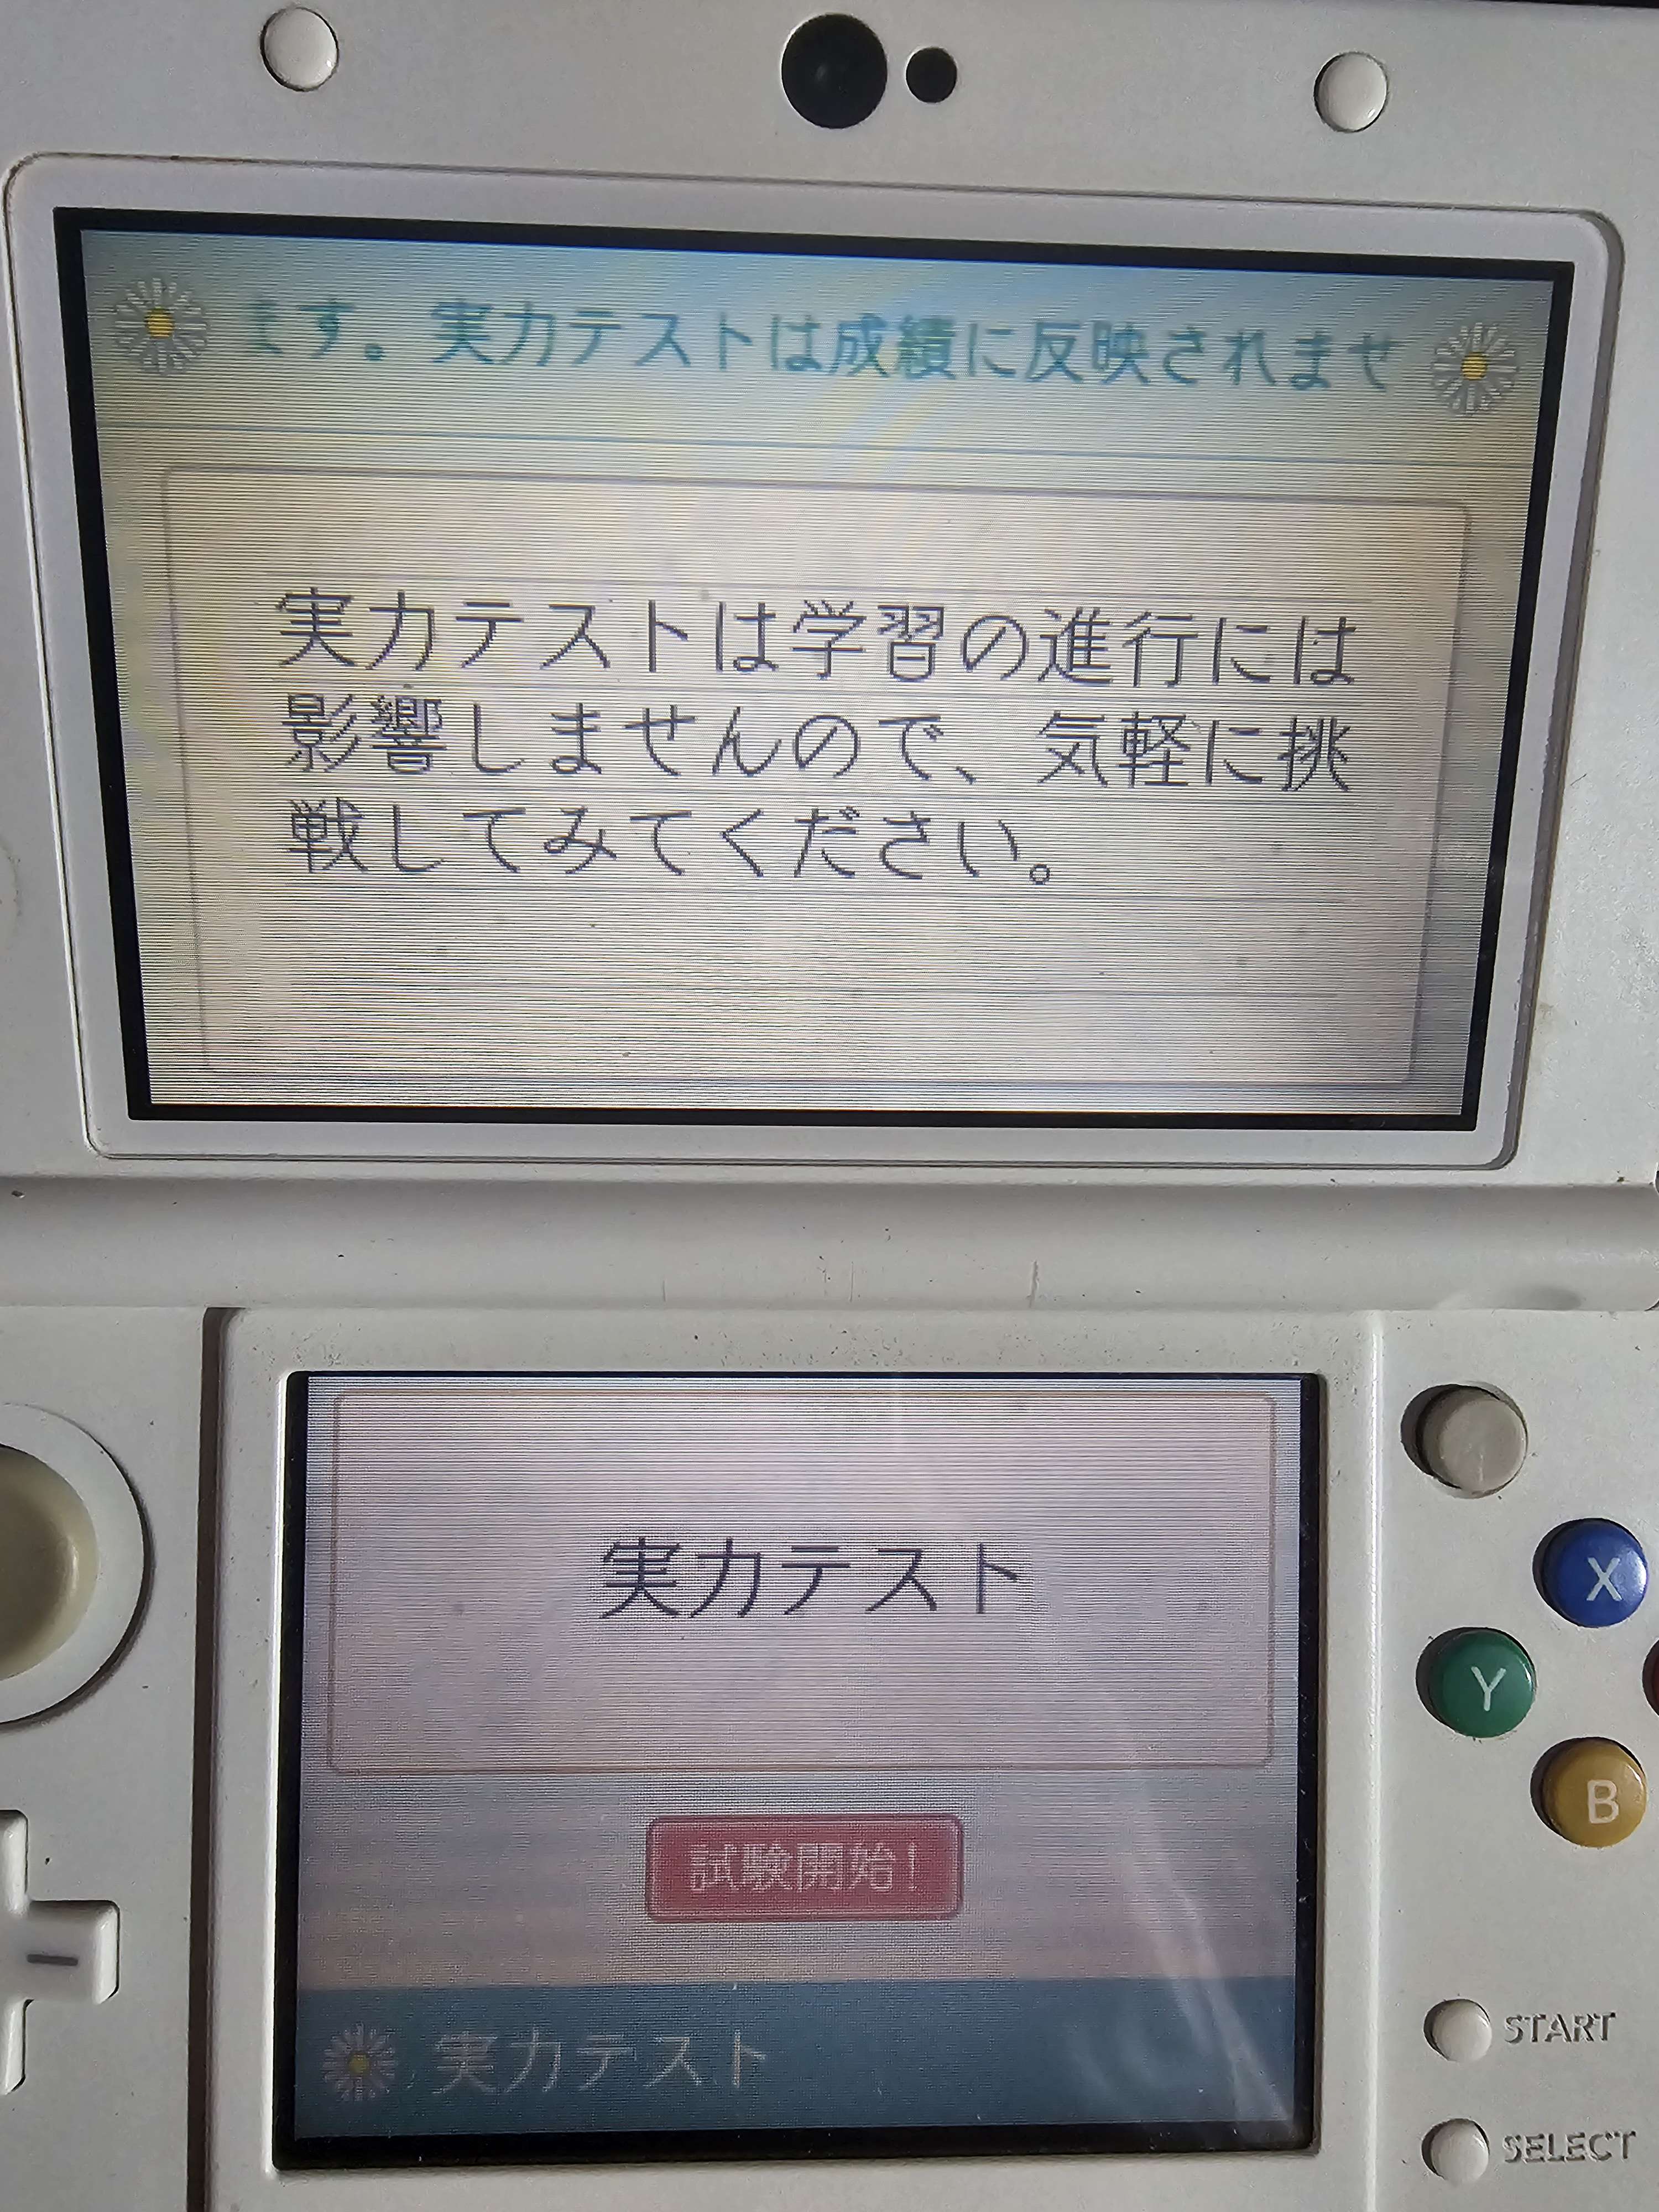 ます。実力テストは成績に反映されませ
実力テストは学習の進行には
影響しませんので、気軽に挑
戦してみてください。
実力テスト
試験開始!
実力テスト
X
Y
B
START
SELECT